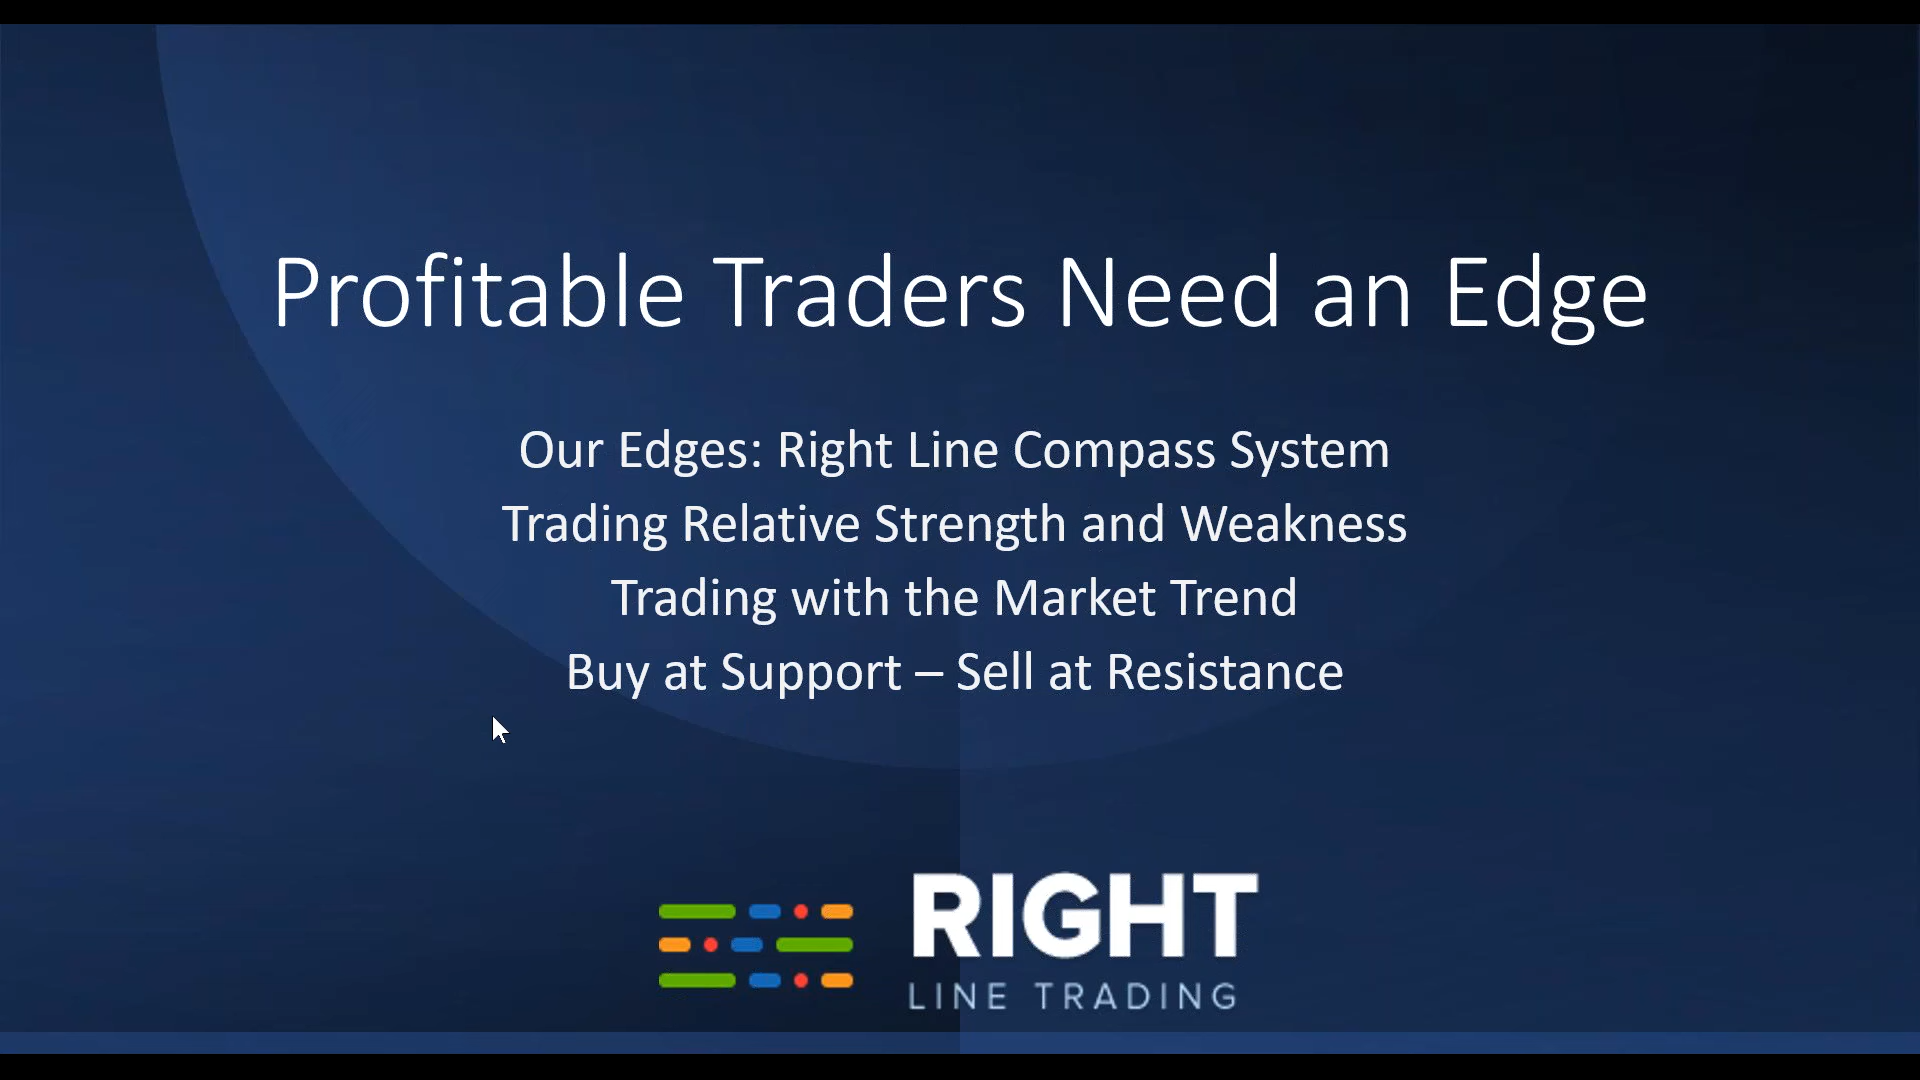 Profitable Traders Need an Edge
Our Edges: Right Line Compass System
Trading Relative Strength and Weakness
Trading with the Market Trend
Buy at Support – Sell at Resistance
RIGHT
LINE TRADING